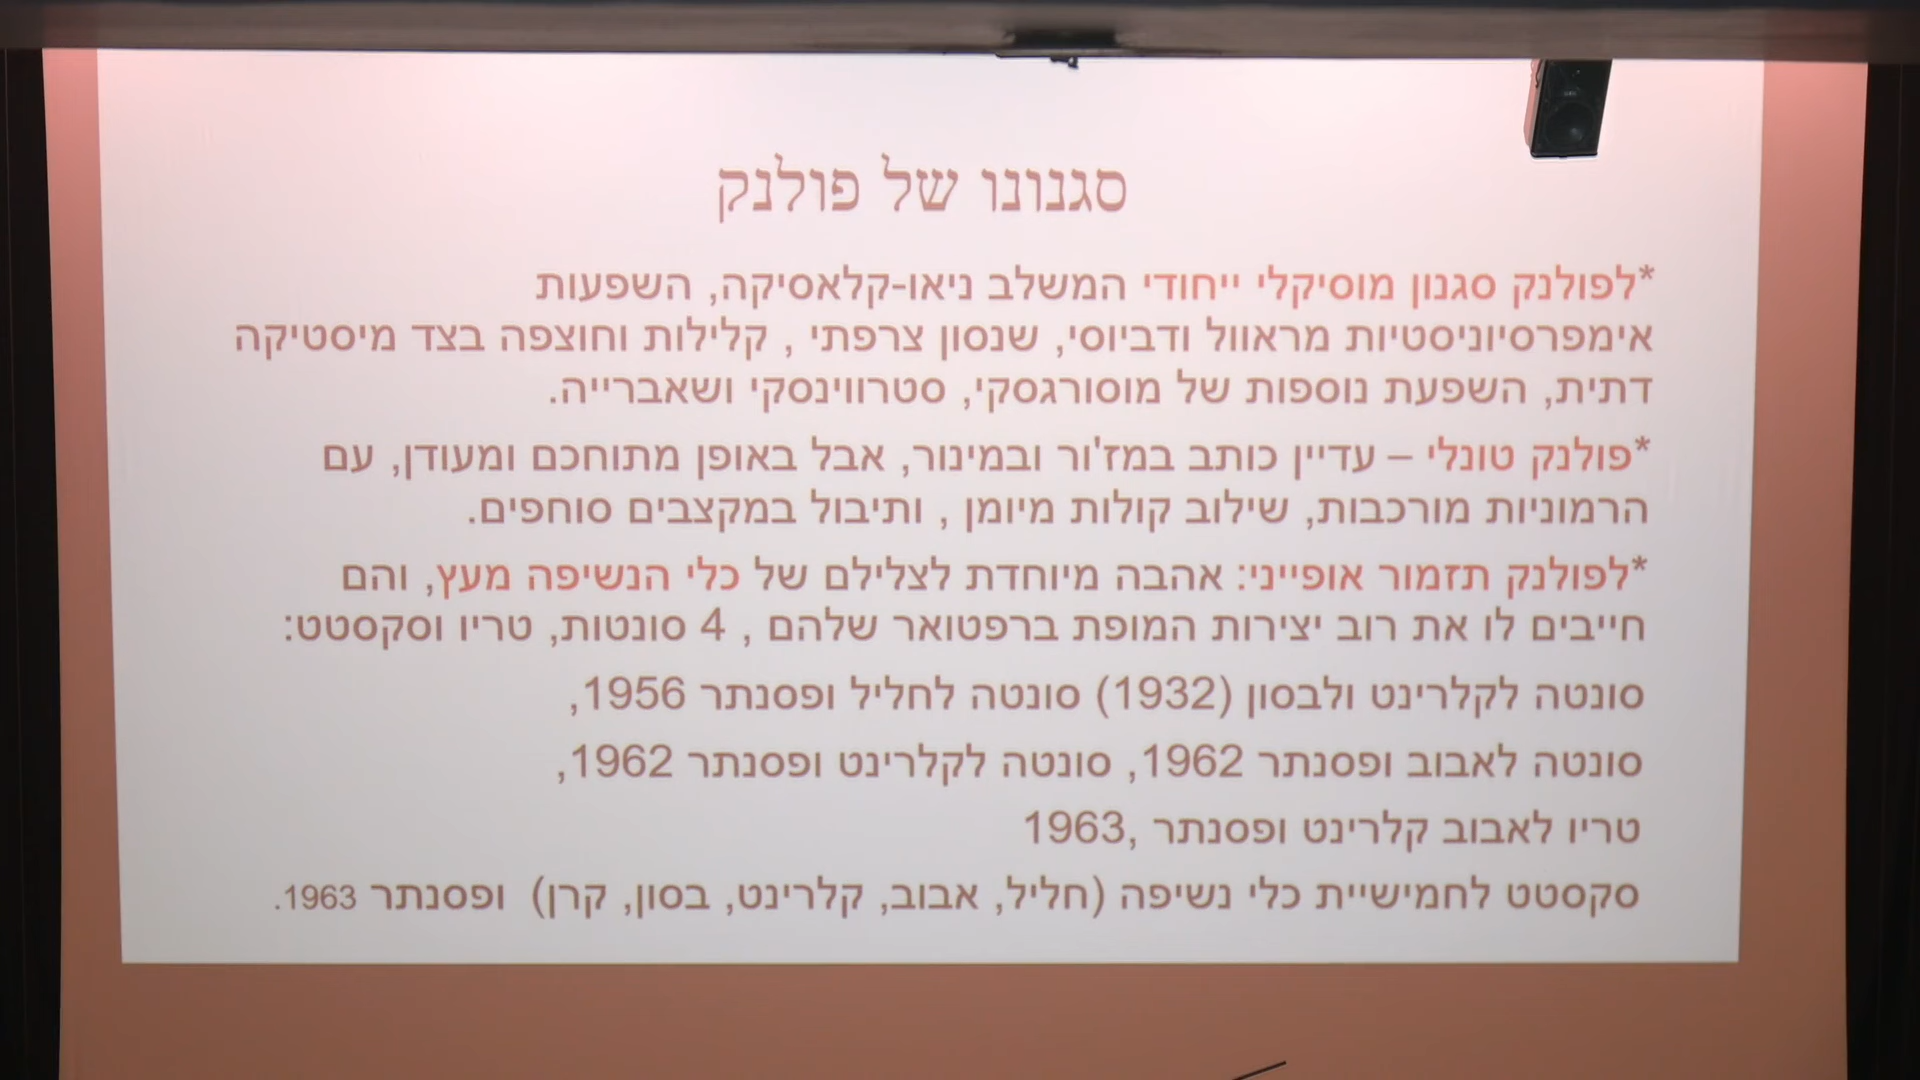 סגנונו של פולנק
*לפולנק סגנון מוסיקלי ייחודי המשלב ניאו-קלאסיקה, השפעות
אימפרסיוניסטיות מראוול ודביוסי, שנסון צרפתי , קלילות וחוצפה בצד מיסטיקה
דתית, השפעת נוספות של מוסורגסקי, סטרווינסקי ושאברייה.
*פולנק טונלי – עדיין כותב במז'ור ובמינור, אבל באופן מתוחכם ומעודן, עם
הרמוניות מורכבות, שילוב קולות מיומן , ותיבול במקצבים סוחפים.
*לפולנק תזמור אופייני: אהבה מיוחדת לצלילם של כלי הנשיפה מעץ, והם
חייבים לו את רוב יצירות המופת ברפטואר שלהם , 4 סונטות, טריו וסקסטט:
סונטה לקלרינט ולבסון (1932) סונטה לחליל ופסנתר 1956,
סונטה לאבוב ופסנתר 1962, סונטה לקלרינט ופסנתר 1962,
טריו לאבוב קלרינט ופסנתר ,1963
סקסטט לחמישיית כלי נשיפה (חליל, אבוב, קלרינט, בסון, קרן) ופסנתר 1963.